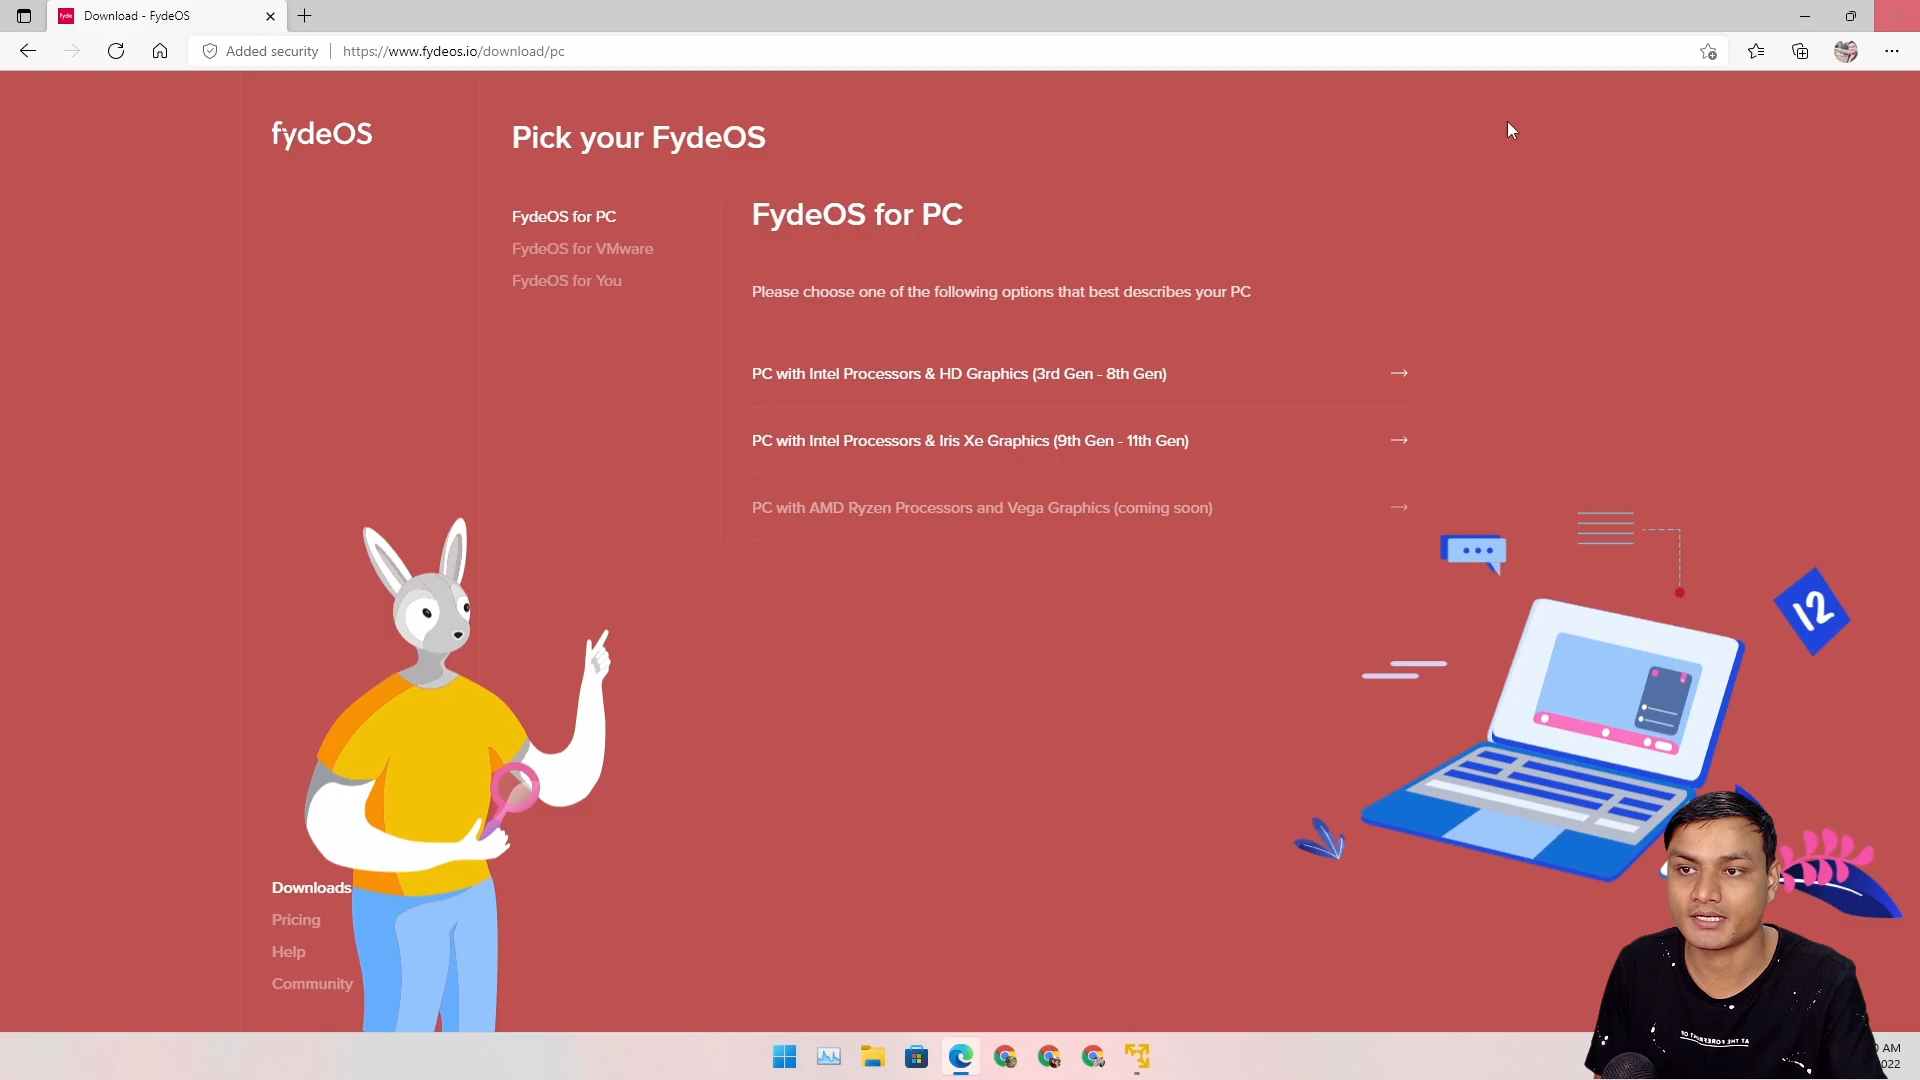 fyde Download - FydeOS
Added security
https://www.fydeos.io/download/pc
fydeOS
Pick your FydeOS
FydeOS for PC
FydeOS for VMware
FydeOS for You
FydeOS for PC
Please choose one of the following options that best describes your PC
PC with Intel Processors & HD Graphics (3rd Gen - 8th Gen)
PC with Intel Processors & Iris Xe Graphics (9th Gen - 11th Gen)
PC with AMD Ryzen Processors and Vega Graphics (coming soon)
12
Downloads
Pricing
Help
Community
AM
022